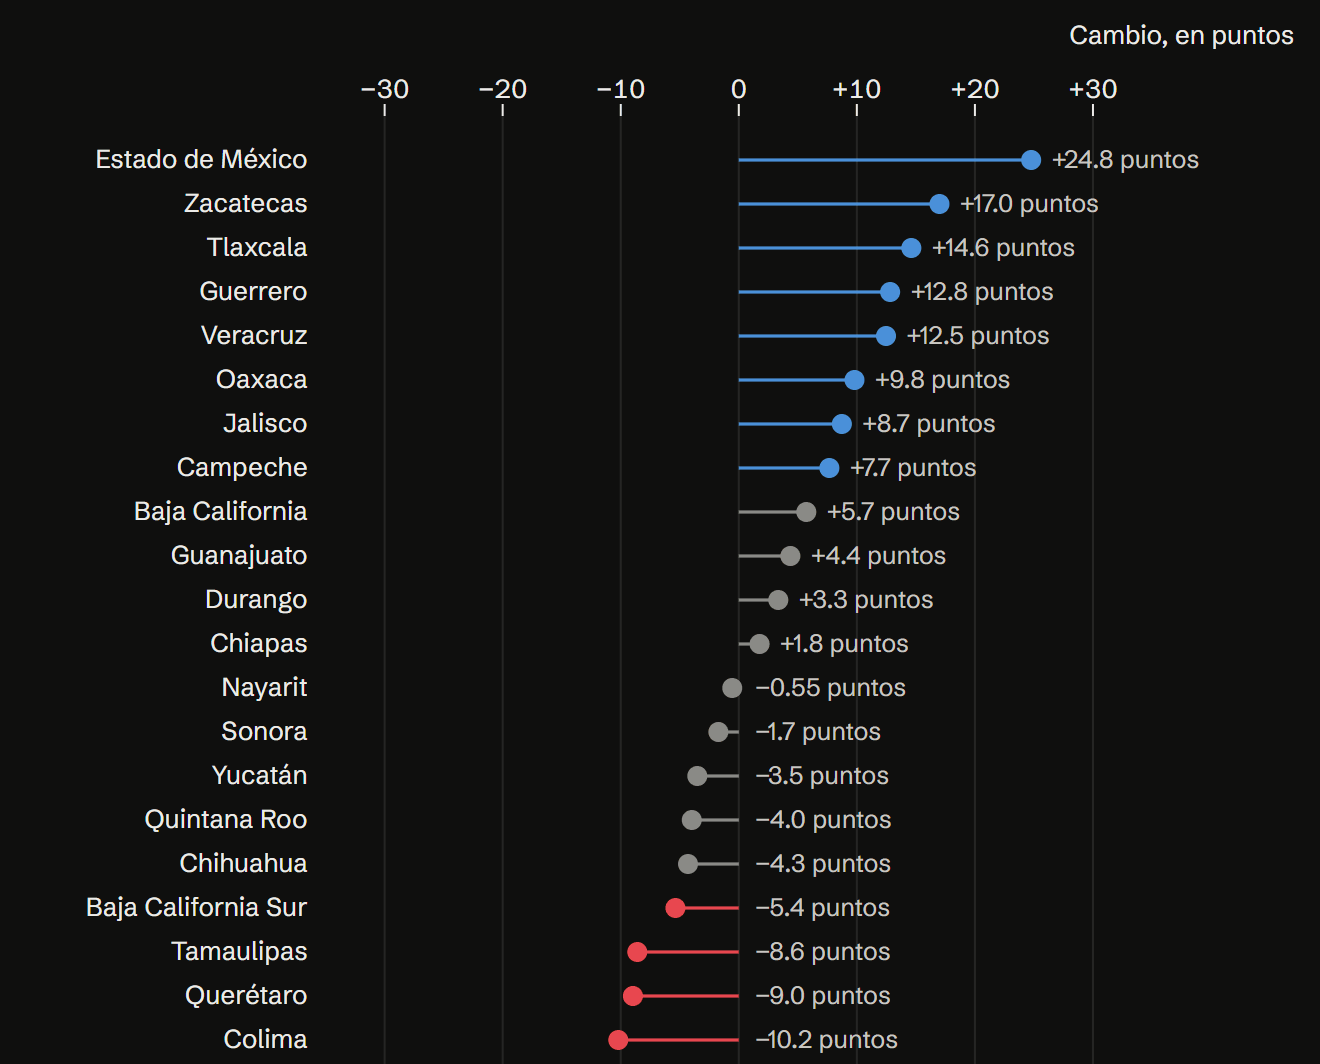 Cambio, en puntos
−30 −20 −10 0 +10 +20 +30
Estado de México +24.8 puntos
Zacatecas +17.0 puntos
Tlaxcala +14.6 puntos
Guerrero +12.8 puntos
Veracruz +12.5 puntos
Oaxaca +9.8 puntos
Jalisco +8.7 puntos
Campeche +7.7 puntos
Baja California +5.7 puntos
Guanajuato +4.4 puntos
Durango +3.3 puntos
Chiapas +1.8 puntos
Nayarit −0.55 puntos
Sonora −1.7 puntos
Yucatán −3.5 puntos
Quintana Roo −4.0 puntos
Chihuahua −4.3 puntos
Baja California Sur −5.4 puntos
Tamaulipas −8.6 puntos
Querétaro −9.0 puntos
Colima −10.2 puntos